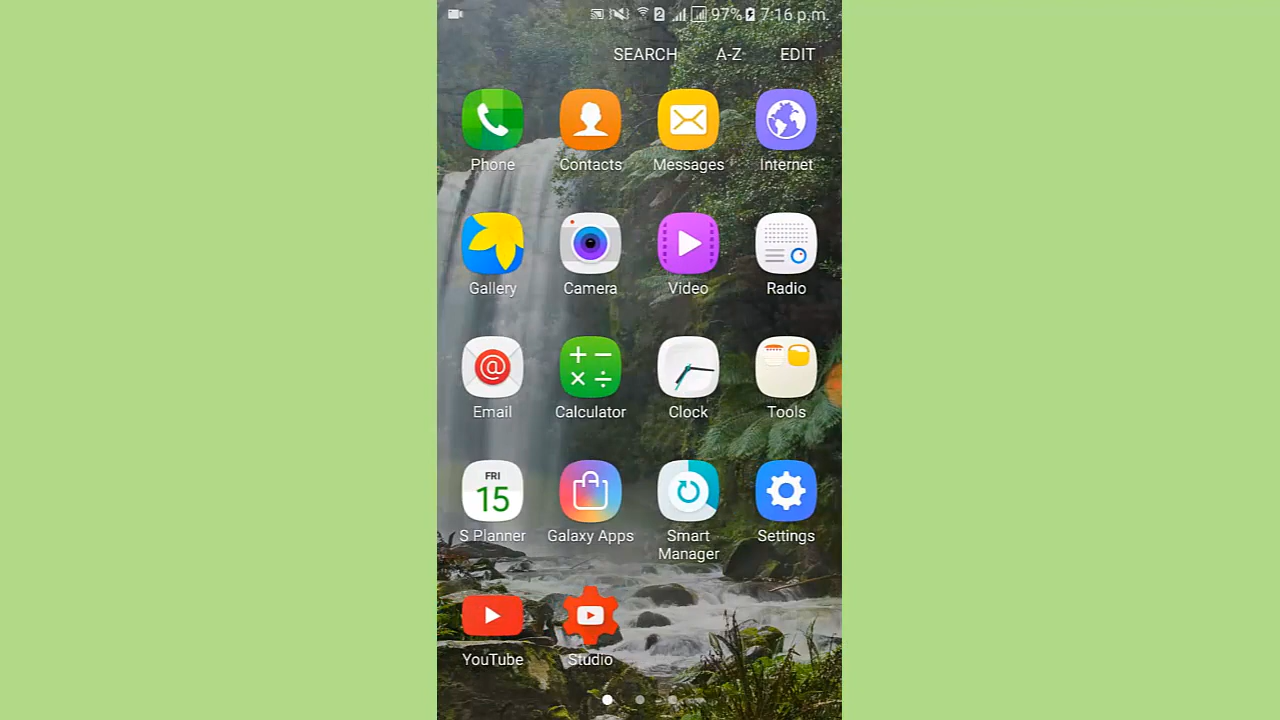 2 97% 7:16 p.m.
SEARCH A-Z EDIT
Phone Contacts Messages Internet
Gallery Camera Video Radio
@
Email Calculator Clock Tools
FRI
15
S Planner Galaxy Apps Smart Manager Settings
YouTube Studio